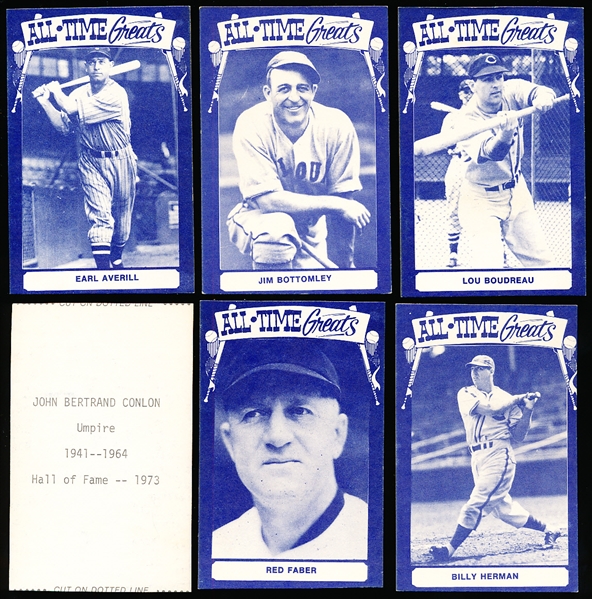 ALL•TIME Greats
EARL AVERILL
ALL•TIME Greats
JIM BOTTOMLEY
ALL•TIME Greats
C
LOU BOUDREAU
CUT ON DOTTED LINE
JOHN BERTRAND CONLON
Umpire
1941--1964
Hall of Fame -- 1973
CUT ON DOTTED LINE
ALL•TIME Greats
RED FABER
ALL•TIME Greats
BILLY HERMAN